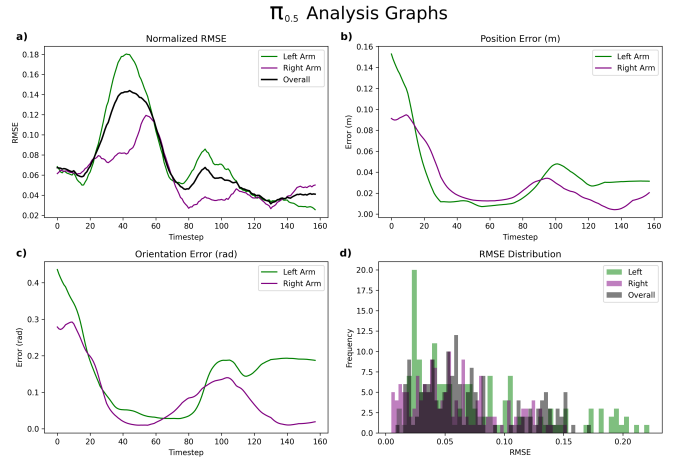 π0.5 Analysis Graphs
a)
Normalized RMSE
Left Arm
Right Arm
Overall
0.18
0.16
0.14
0.12
0.10
0.08
0.06
0.04
0.02
RMSE
0 20 40 60 80 100 120 140 160
Timestep
b)
Position Error (m)
Left Arm
Right Arm
0.16
0.14
0.12
0.10
0.08
0.06
0.04
0.02
0.00
Error (m)
0 20 40 60 80 100 120 140 160
Timestep
c)
Orientation Error (rad)
Left Arm
Right Arm
0.4
0.3
0.2
0.1
0.0
Error (rad)
0 20 40 60 80 100 120 140 160
Timestep
d)
RMSE Distribution
Left
Right
Overall
20.0
17.5
15.0
12.5
10.0
7.5
5.0
2.5
0.0
Frequency
0.00 0.05 0.10 0.15 0.20
RMSE